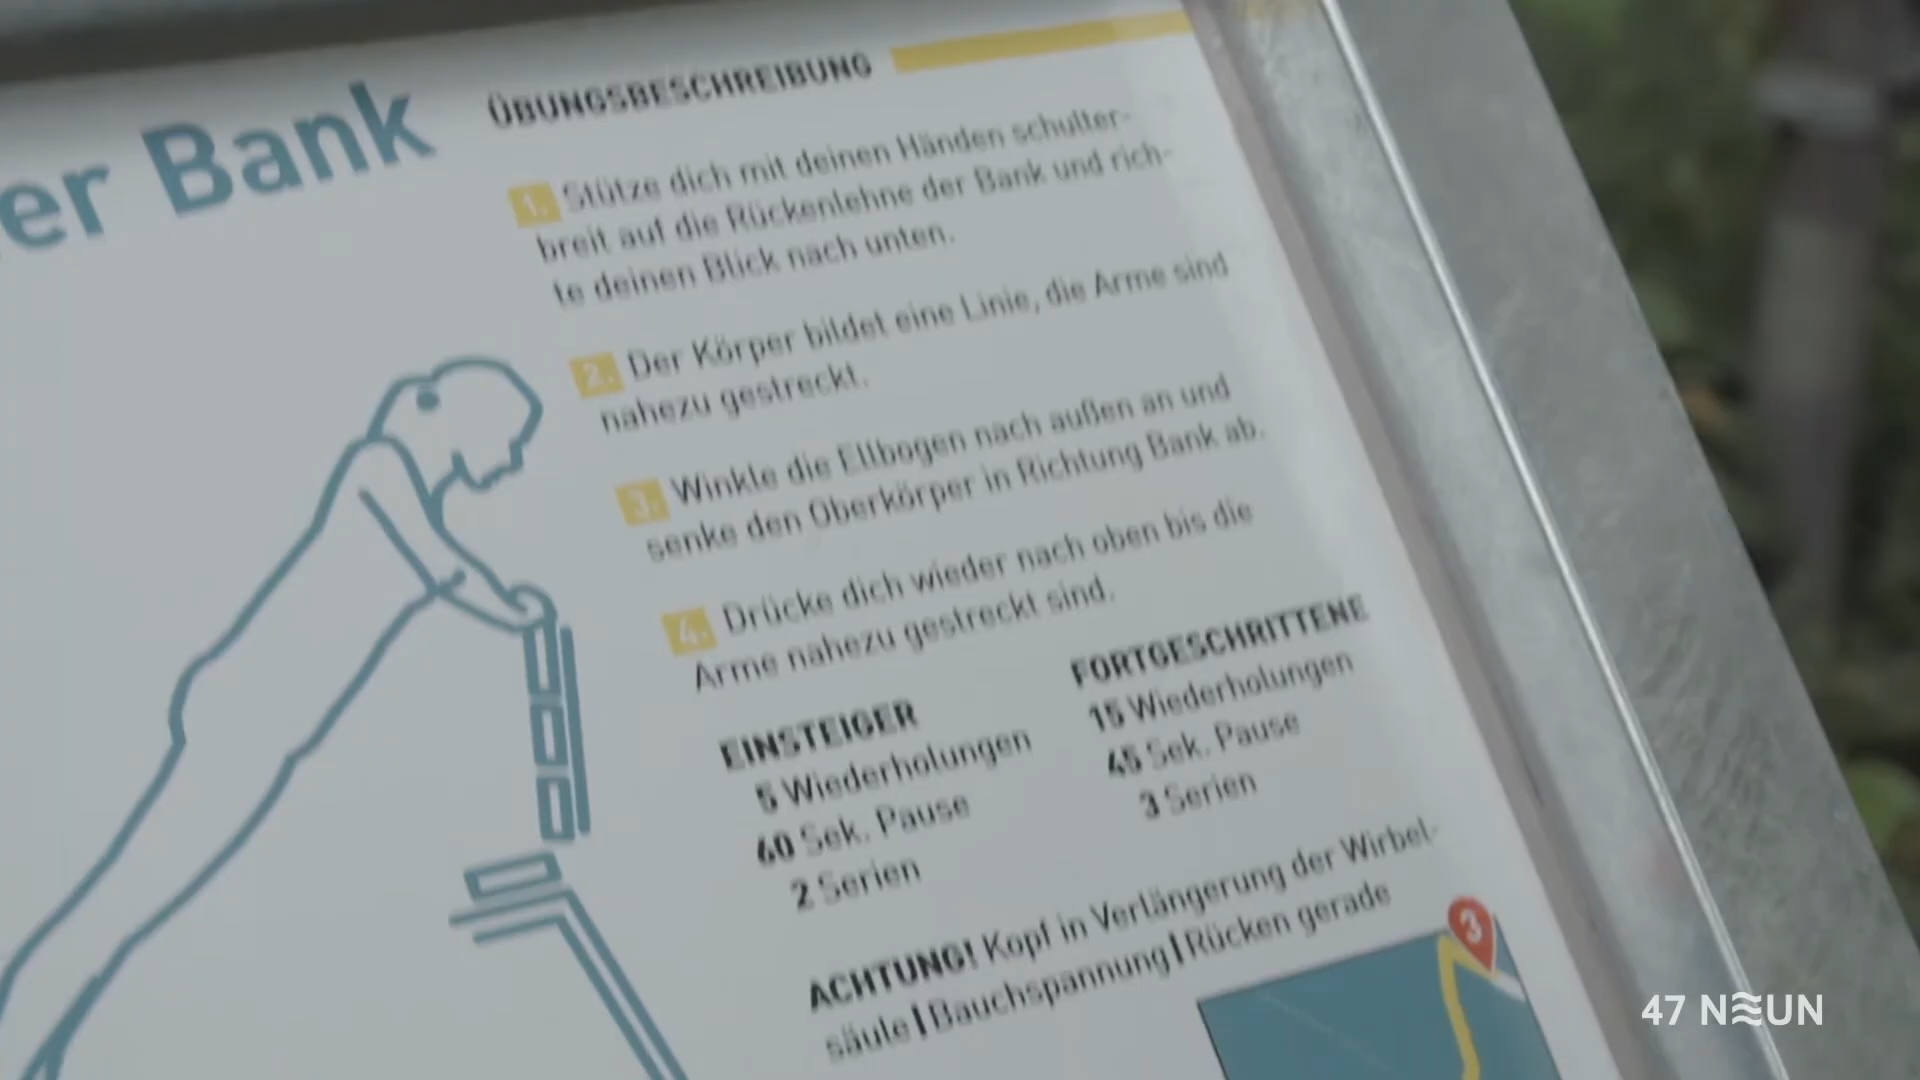 er Bank
ÜBUNGSBESCHREIBUNG
1. Stütze dich mit deinen Händen schulter-
breit auf die Rückenlehne der Bank und rich-
te deinen Blick nach unten.
2. Der Körper bildet eine Linie, die Arme sind
nahezu gestreckt.
3. Winkle die Ellbogen nach außen an und
senke den Oberkörper in Richtung Bank ab.
4. Drücke dich wieder nach oben bis die
Arme nahezu gestreckt sind.
EINSTEIGER
5 Wiederholungen
60 Sek. Pause
2 Serien
FORTGESCHRITTENE
15 Wiederholungen
45 Sek. Pause
3 Serien
ACHTUNG! Kopf in Verlängerung der Wirbel-
säule | Bauchspannung | Rücken gerade
3
47 NEUN